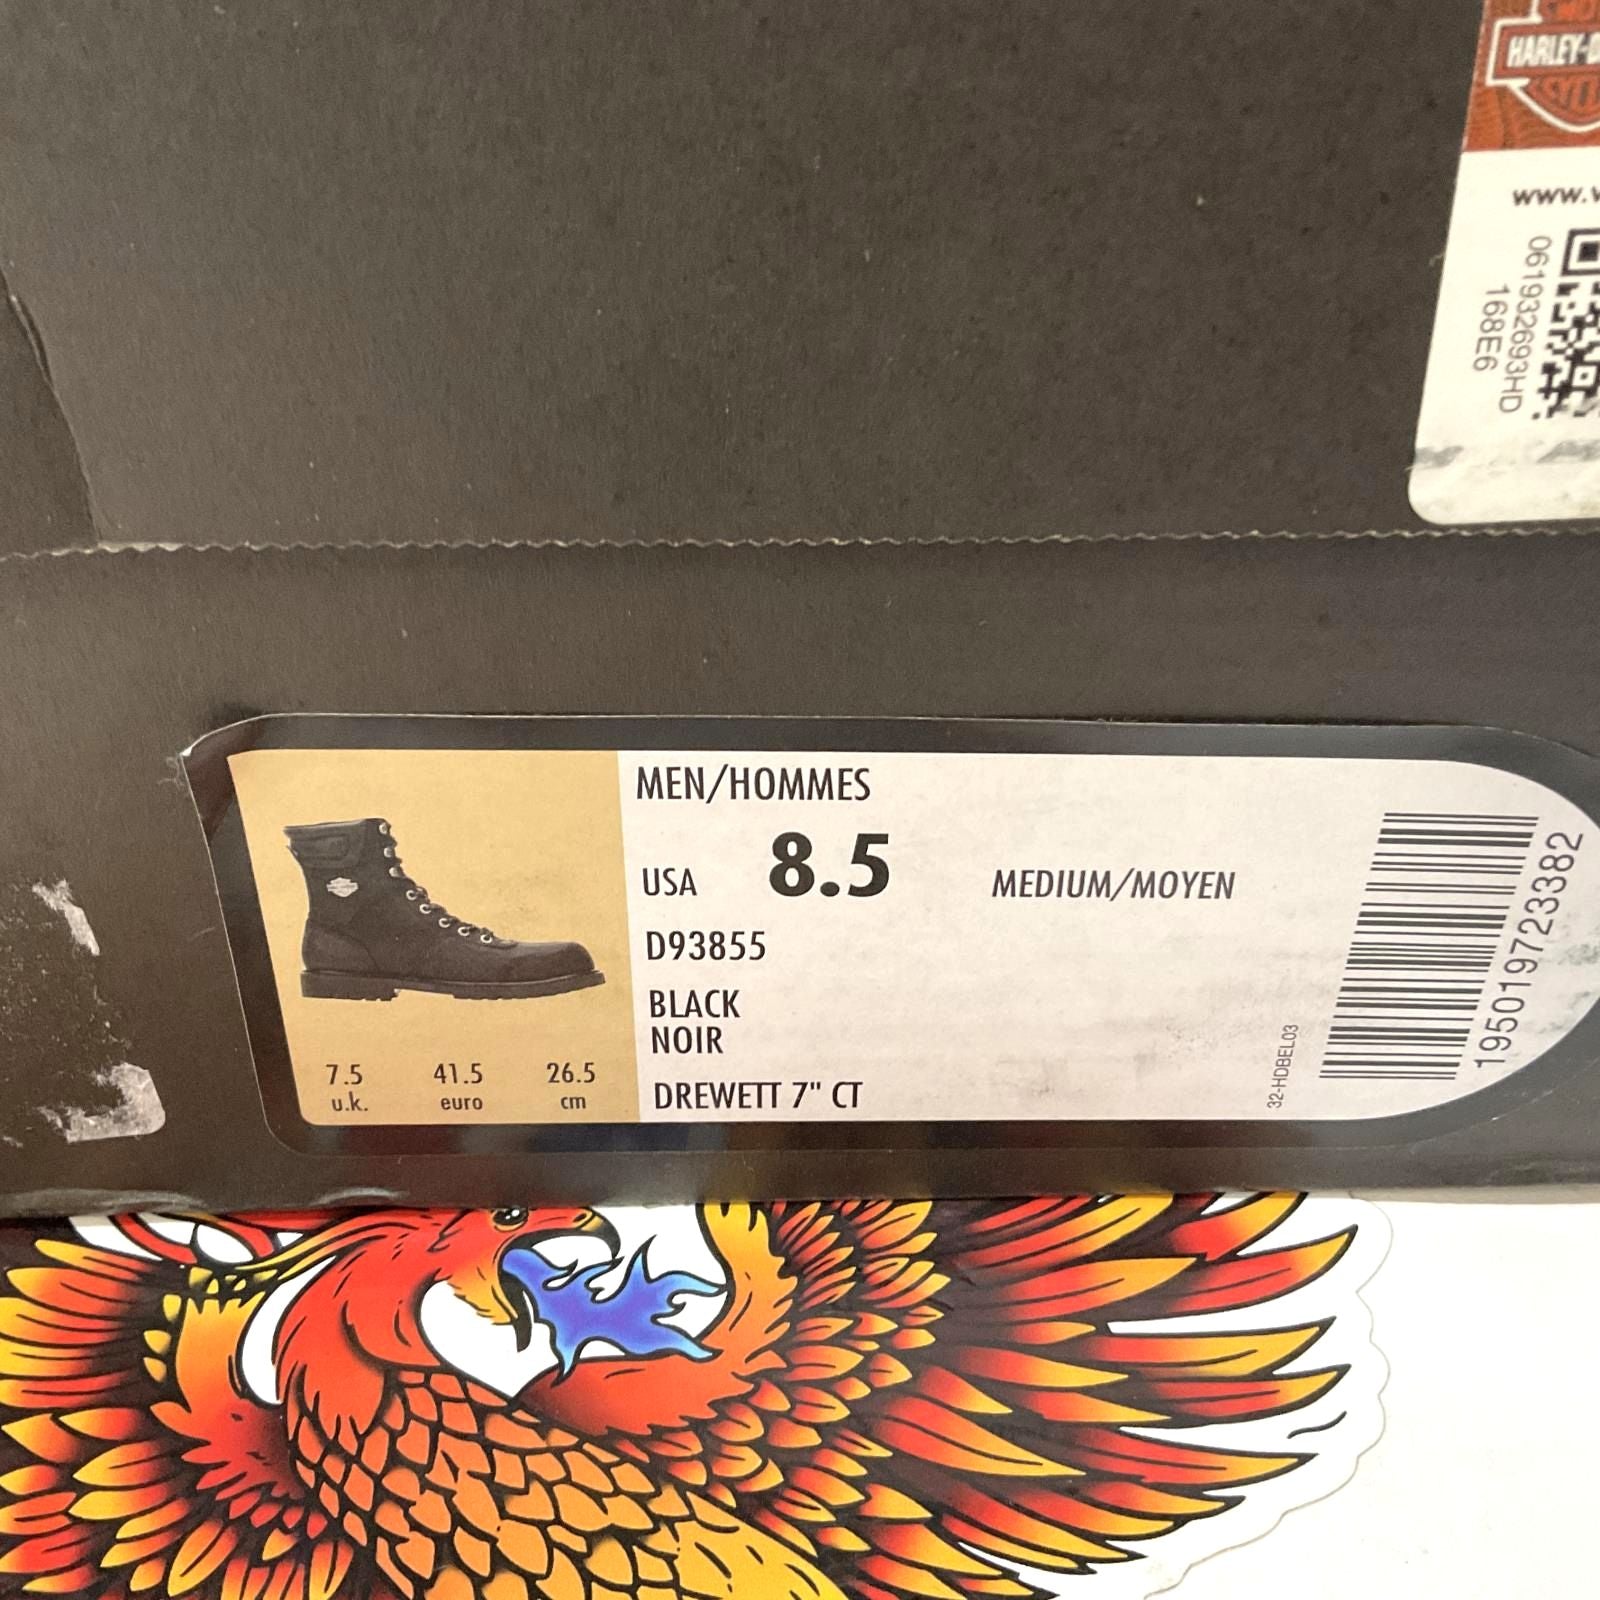 HARLEY-D
www.v
061932693HD
168E6
MEN/HOMMES
USA 8.5 MEDIUM/MOYEN
D93855
BLACK
NOIR
DREWETT 7" CT
7.5 41.5 26.5
u.k. euro cm
32-HDBEL03
195019723382